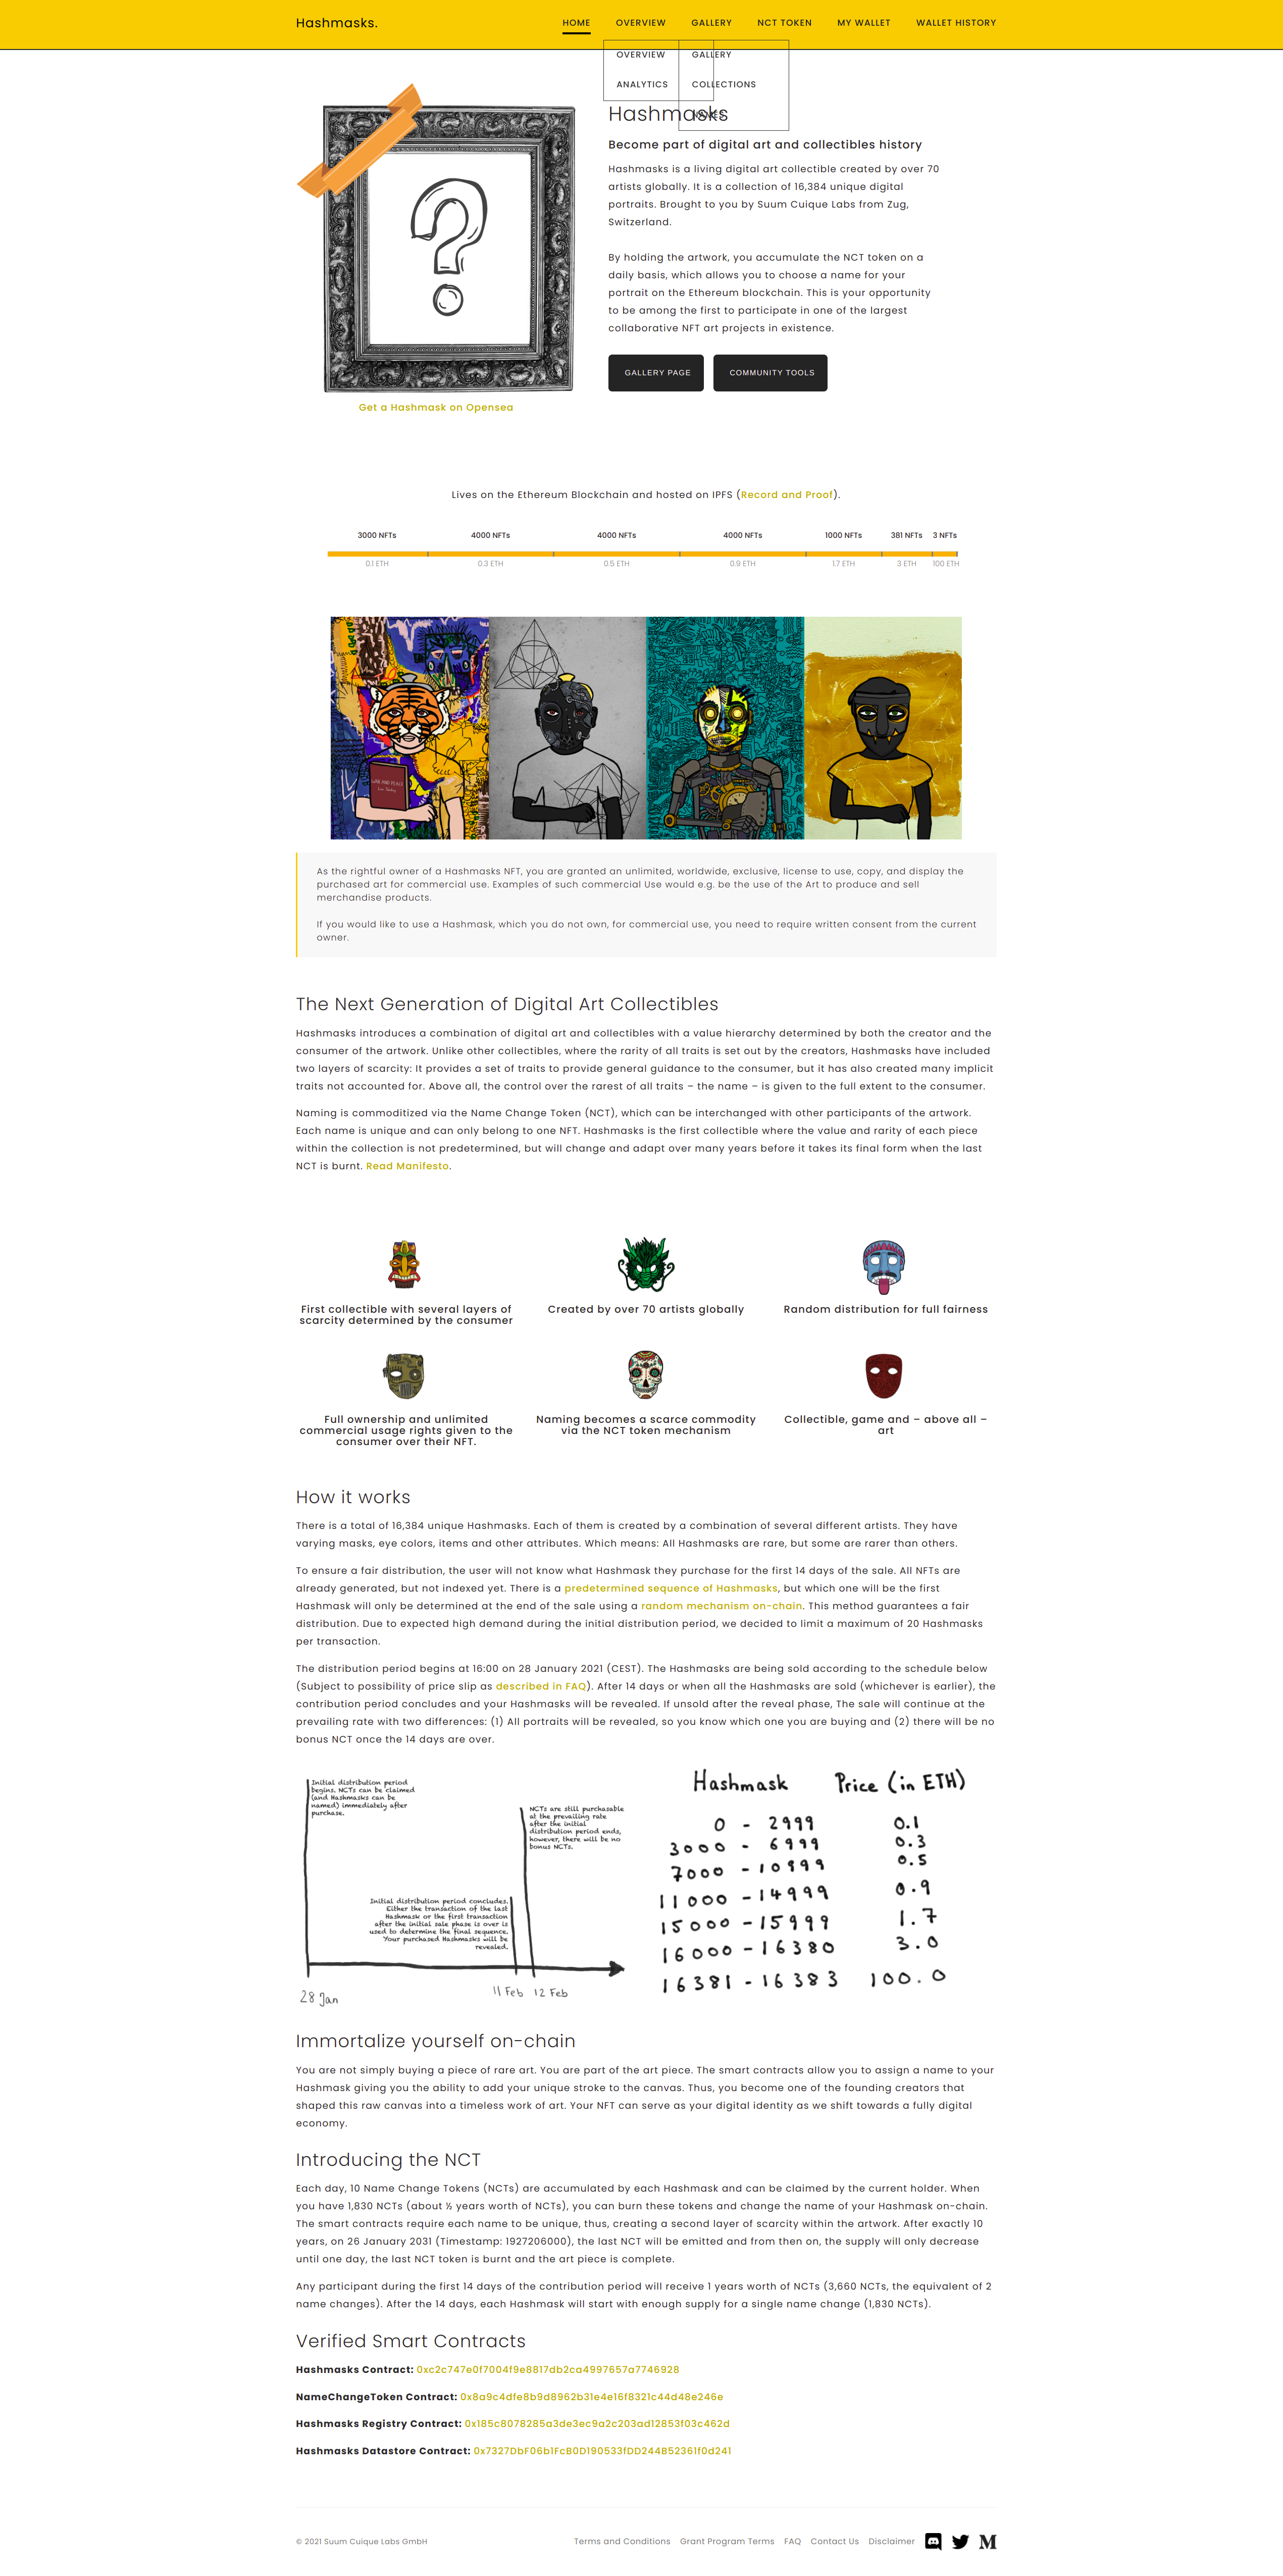 Hashmasks.
HOME OVERVIEW GALLERY NCT TOKEN MY WALLET WALLET HISTORY
OVERVIEW GALLERY
ANALYTICS COLLECTIONS
Hashmasks
Become part of digital art and collectibles history
Hashmasks is a living digital art collectible created by over 70
artists globally. It is a collection of 16,384 unique digital
portraits. Brought to you by Suum Cuique Labs from Zug,
Switzerland.
By holding the artwork, you accumulate the NCT token on a
daily basis, which allows you to choose a name for your
portrait on the Ethereum blockchain. This is your opportunity
to be among the first to participate in one of the largest
collaborative NFT art projects in existence.
GALLERY PAGE COMMUNITY TOOLS
Get a Hashmask on Opensea
Lives on the Ethereum Blockchain and hosted on IPFS (Record and Proof).
3000 NFTs 4000 NFTs 4000 NFTs 4000 NFTs 1000 NFTs 381 NFTs 3 NFTs
0.1 ETH 0.3 ETH 0.5 ETH 0.9 ETH 1.7 ETH 3 ETH 100 ETH
WAR AND PEACE
As the rightful owner of a Hashmasks NFT, you are granted an unlimited, worldwide, exclusive, license to use, copy, and display the
purchased art for commercial use. Examples of such commercial Use would e.g. be the use of the Art to produce and sell
merchandise products.
If you would like to use a Hashmask, which you do not own, for commercial use, you need to require written consent from the current
owner.
The Next Generation of Digital Art Collectibles
Hashmasks introduces a combination of digital art and collectibles with a value hierarchy determined by both the creator and the
consumer of the artwork. Unlike other collectibles, where the rarity of all traits is set out by the creators, Hashmasks have included
two layers of scarcity: It provides a set of traits to provide general guidance to the consumer, but it has also created many implicit
traits not accounted for. Above all, the control over the rarest of all traits – the name – is given to the full extent to the consumer.
Naming is commoditized via the Name Change Token (NCT), which can be interchanged with other participants of the artwork.
Each name is unique and can only belong to one NFT. Hashmasks is the first collectible where the value and rarity of each piece
within the collection is not predetermined, but will change and adapt over many years before it takes its final form when the last
NCT is burnt. Read Manifesto.
First collectible with several layers of
scarcity determined by the consumer
Created by over 70 artists globally
Random distribution for full fairness
Full ownership and unlimited
commercial usage rights given to the
consumer over their NFT.
Naming becomes a scarce commodity
via the NCT token mechanism
Collectible, game and – above all –
art
How it works
There is a total of 16,384 unique Hashmasks. Each of them is created by a combination of several different artists. They have
varying masks, eye colors, items and other attributes. Which means: All Hashmasks are rare, but some are rarer than others.
To ensure a fair distribution, the user will not know what Hashmask they purchase for the first 14 days of the sale. All NFTs are
already generated, but not indexed yet. There is a predetermined sequence of Hashmasks, but which one will be the first
Hashmask will only be determined at the end of the sale using a random mechanism on-chain. This method guarantees a fair
distribution. Due to expected high demand during the initial distribution period, we decided to limit a maximum of 20 Hashmasks
per transaction.
The distribution period begins at 16:00 on 28 January 2021 (CEST). The Hashmasks are being sold according to the schedule below
(Subject to possibility of price slip as described in FAQ). After 14 days or when all the Hashmasks are sold (whichever is earlier), the
contribution period concludes and your Hashmasks will be revealed. If unsold after the reveal phase, The sale will continue at the
prevailing rate with two differences: (1) All portraits will be revealed, so you know which one you are buying and (2) there will be no
bonus NCT once the 14 days are over.
Initial distribution period
begins. NCTs can be claimed
(and Hashmasks can be
named) immediately after
purchase.
NCTs are still purchasable
at the prevailing rate
after the initial
distribution period ends,
however, there will be no
bonus NCTs.
Initial distribution period concludes.
Either the transaction of the last
Hashmask or the first transaction
after the initial sale phase is over is
used to determine the final sequence.
Your purchased Hashmasks will be
revealed.
28 Jan 11 Feb 12 Feb
Hashmask Price (in ETH)
0 - 2999 0.1
3000 - 6999 0.3
7000 - 10999 0.5
11000 - 14999 0.9
15000 - 15999 1.7
16000 - 16380 3.0
16381 - 16383 100.0
Immortalize yourself on-chain
You are not simply buying a piece of rare art. You are part of the art piece. The smart contracts allow you to assign a name to your
Hashmask giving you the ability to add your unique stroke to the canvas. Thus, you become one of the founding creators that
shaped this raw canvas into a timeless work of art. Your NFT can serve as your digital identity as we shift towards a fully digital
economy.
Introducing the NCT
Each day, 10 Name Change Tokens (NCTs) are accumulated by each Hashmask and can be claimed by the current holder. When
you have 1,830 NCTs (about ½ years worth of NCTs), you can burn these tokens and change the name of your Hashmask on-chain.
The smart contracts require each name to be unique, thus, creating a second layer of scarcity within the artwork. After exactly 10
years, on 26 January 2031 (Timestamp: 1927206000), the last NCT will be emitted and from then on, the supply will only decrease
until one day, the last NCT token is burnt and the art piece is complete.
Any participant during the first 14 days of the contribution period will receive 1 years worth of NCTs (3,660 NCTs, the equivalent of 2
name changes). After the 14 days, each Hashmask will start with enough supply for a single name change (1,830 NCTs).
Verified Smart Contracts
Hashmasks Contract: 0xc2c747e0f7004f9e8817db2ca4997657a7746928
NameChangeToken Contract: 0x8a9c4dfe8b9d8962b31e4e16f8321c44d48e246e
Hashmasks Registry Contract: 0x185c8078285a3de3ec9a2c203ad12853f03c462d
Hashmasks Datastore Contract: 0x7327DbF06b1FcB0D190533fDD244B52361f0d241
© 2021 Suum Cuique Labs GmbH
Terms and Conditions Grant Program Terms FAQ Contact Us Disclaimer